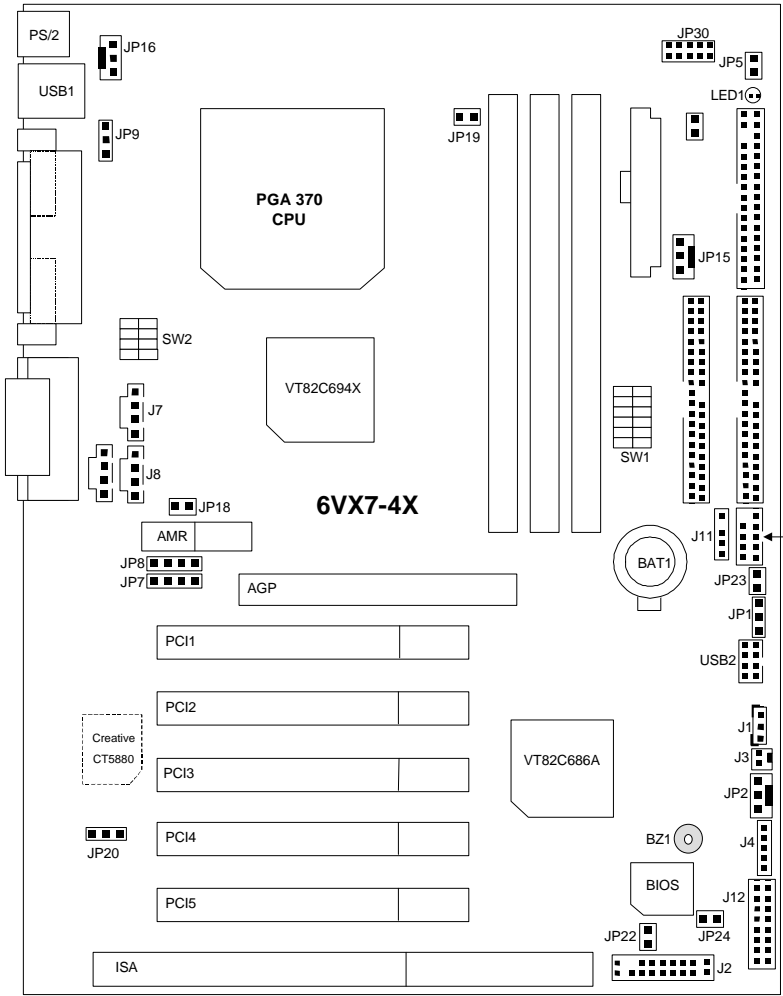 PS/2
JP16
JP30
JP5
USB1
LED1
JP9
JP19
PGA 370
CPU
JP15
SW2
VT82C694X
J7
SW1
J8
6VX7-4X
JP18
AMR
J11
JP8
BAT1
JP7
AGP
JP23
JP1
PCI1
USB2
PCI2
J1
Creative
CT5880
VT82C686A
J3
PCI3
JP2
PCI4
BZ1
J4
JP20
BIOS
J12
PCI5
JP22
JP24
ISA
J2